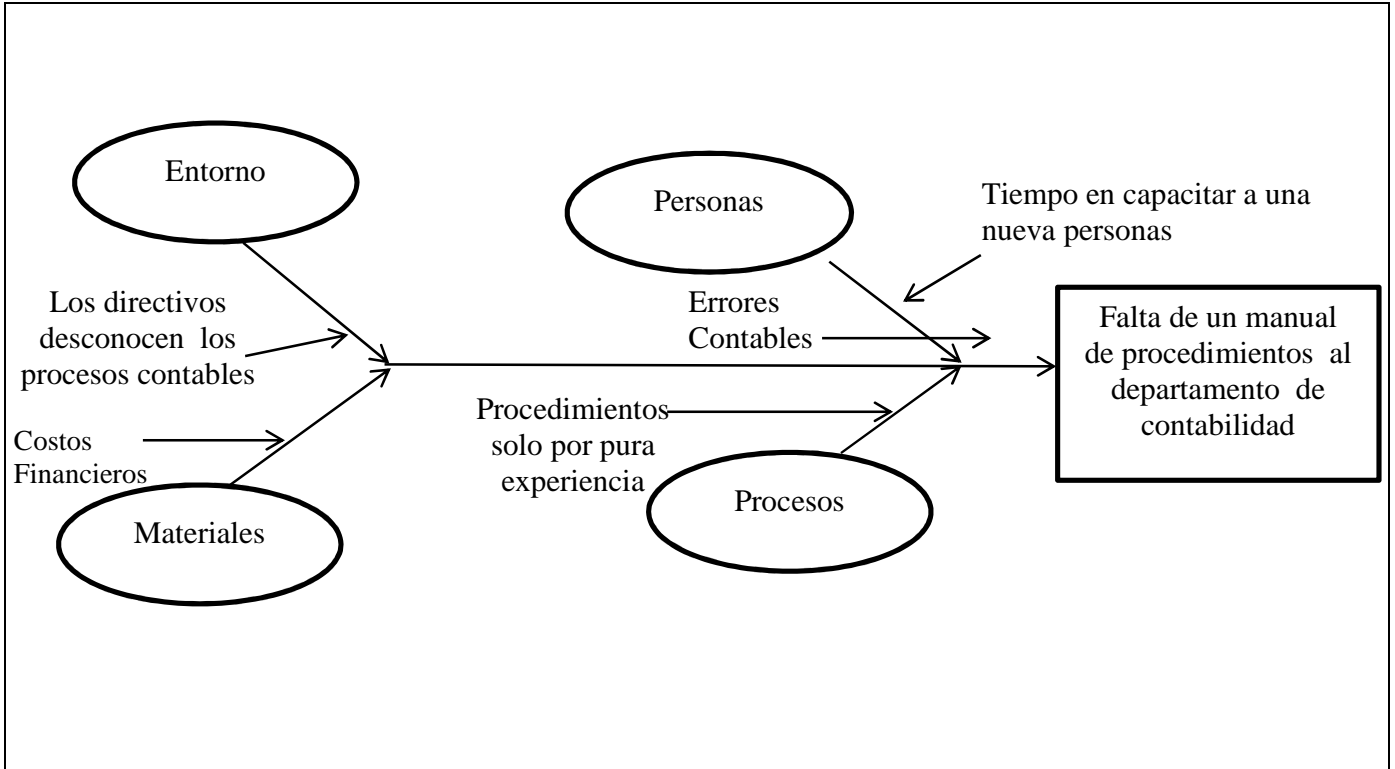 Entorno
Personas
Tiempo en capacitar a una
nueva personas
Los directivos
desconocen los
procesos contables
Errores
Contables
Falta de un manual
de procedimientos al
departamento de
contabilidad
Costos
Financieros
Procedimientos
solo por pura
experiencia
Materiales
Procesos